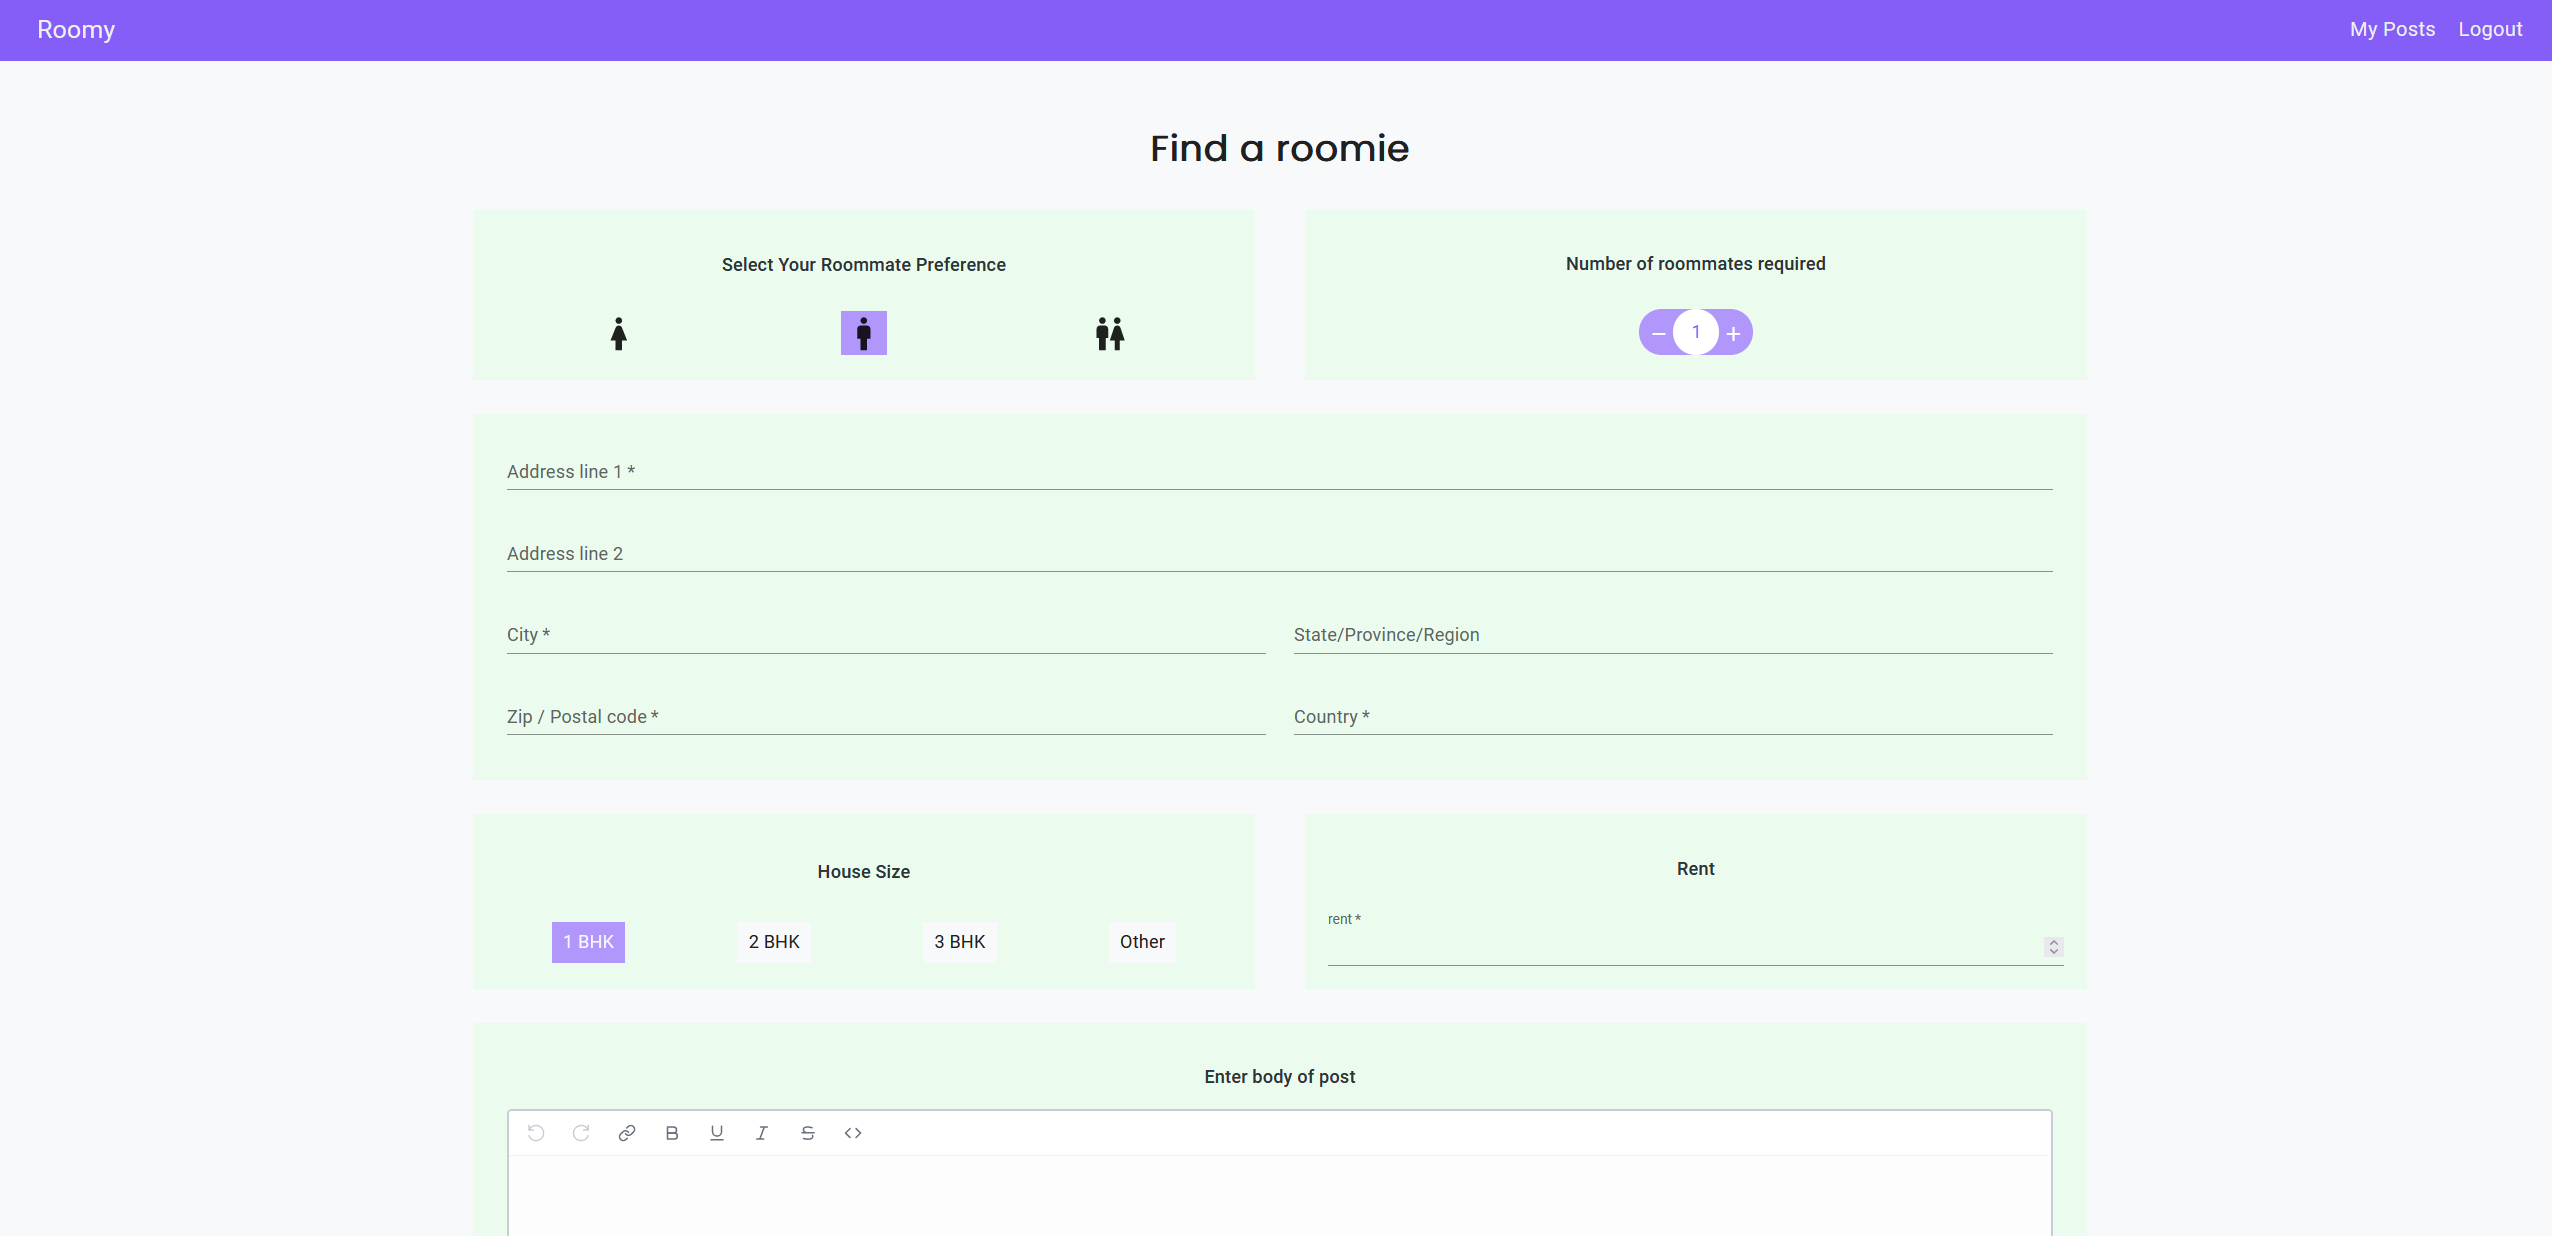 Roomy
My Posts Logout
Find a roomie
Select Your Roommate Preference
Number of roommates required
1
Address line 1 *
Address line 2
City *
State/Province/Region
Zip / Postal code *
Country *
House Size
1 BHK
2 BHK
3 BHK
Other
Rent
rent *
Enter body of post